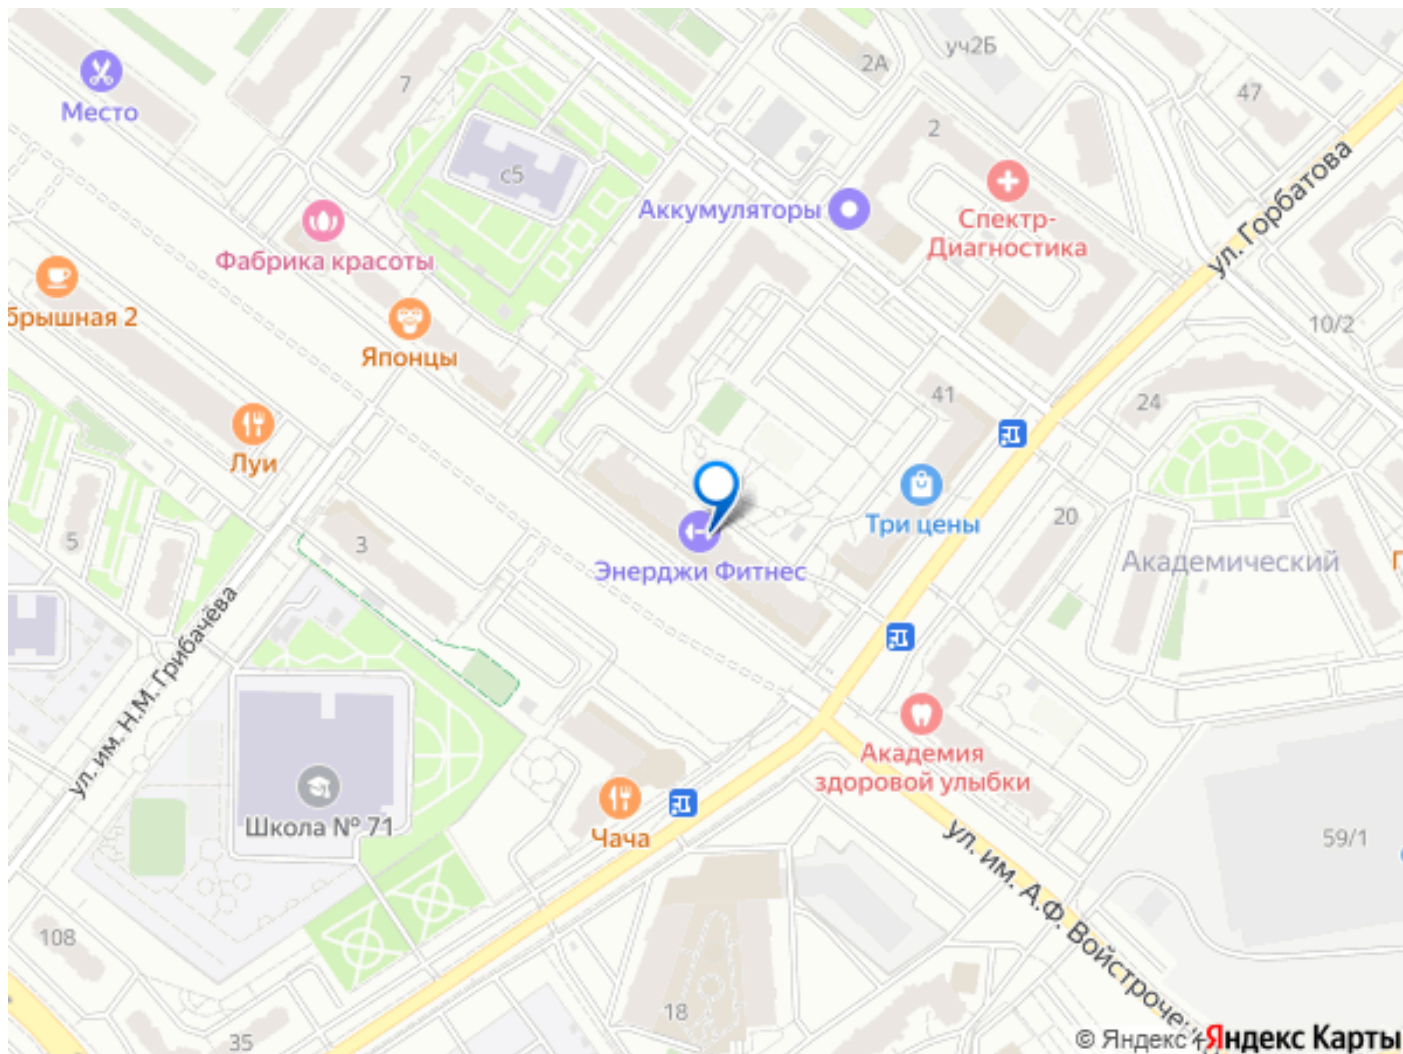 уч2Б
2А
7
47
Место
2
с5
ул. Горбатова
Аккумуляторы
Спектр-
Диагностика
Фабрика красоты
брышная 2
10/2
Японцы
41
24
Луи
Три цены
20
5
3
Энерджи Фитнес
Академический
ул. им. Н.М. Грибачёва
Академия
здоровой улыбки
Школа № 71
Чача
59/1
ул. им. А.Ф. Войстроче
108
18
35
© Яндекс Яндекс Карты